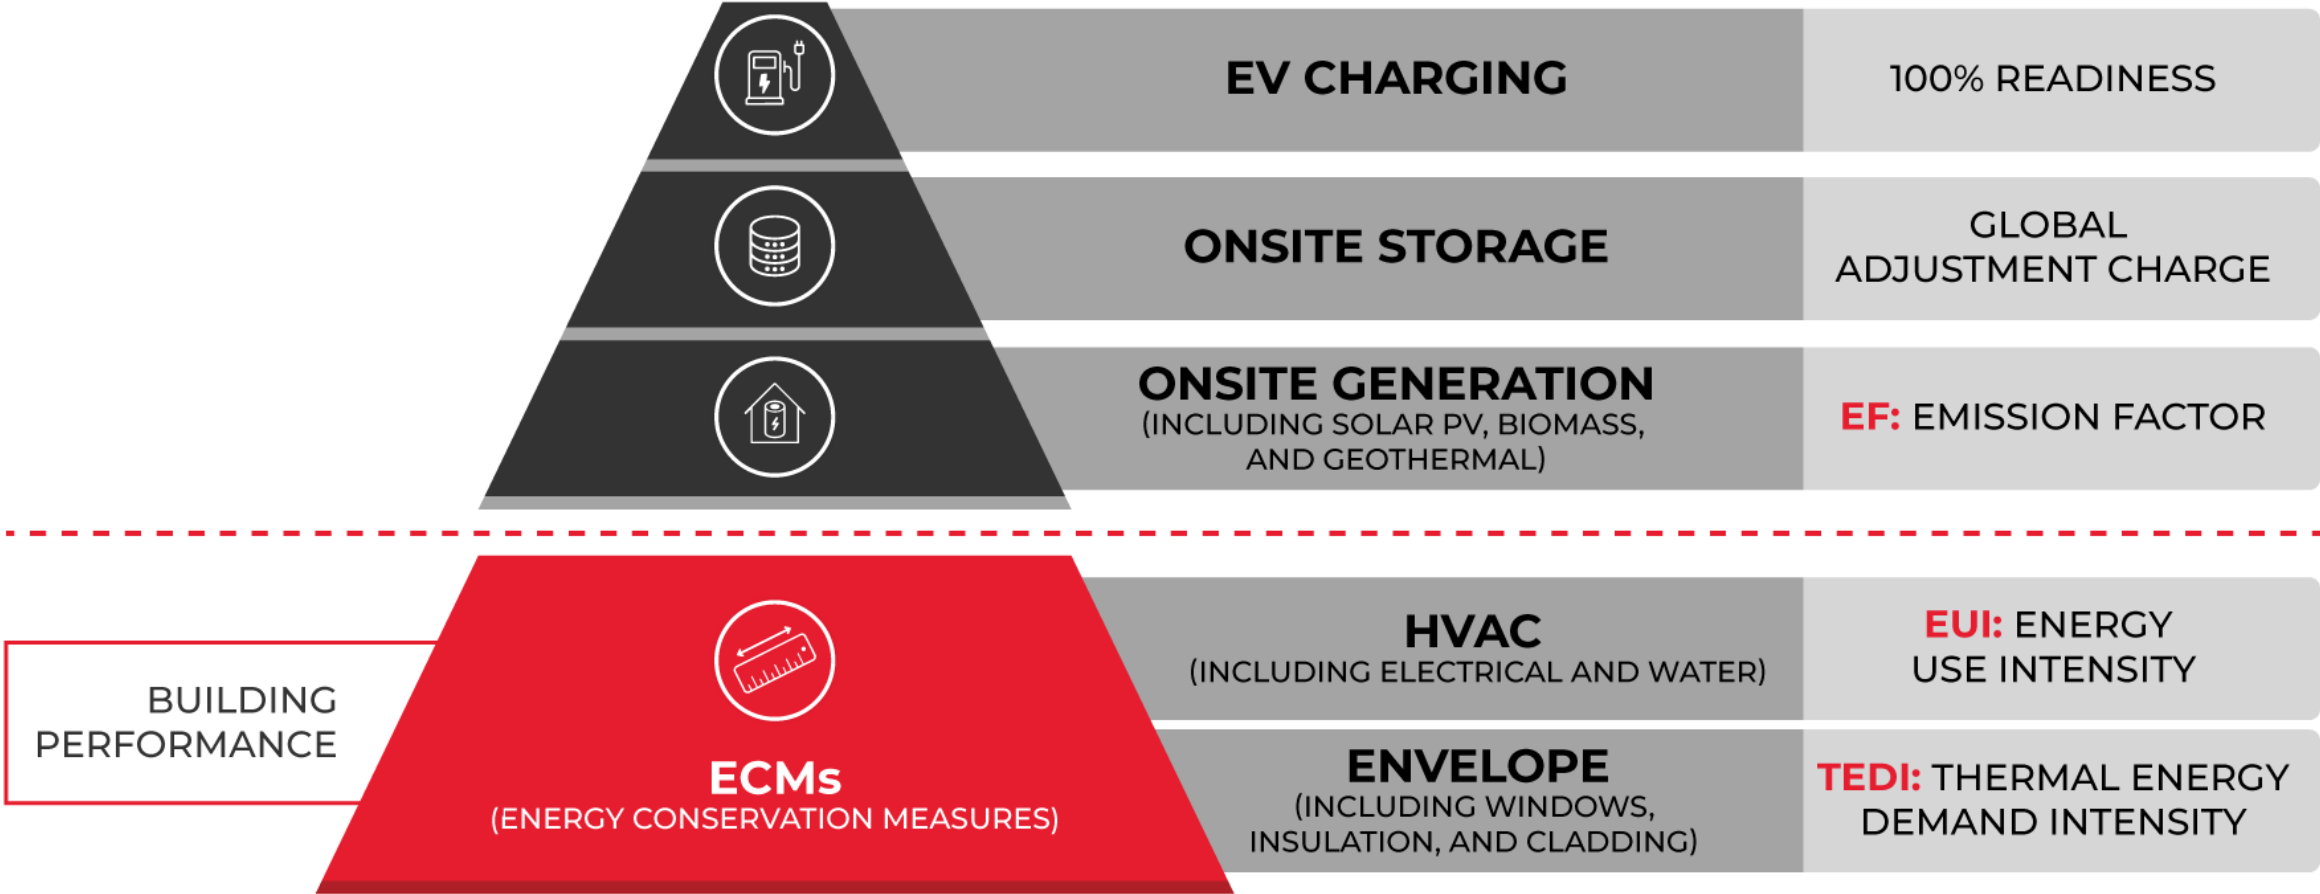 EV CHARGING
100% READINESS
ONSITE STORAGE
GLOBAL
ADJUSTMENT CHARGE
ONSITE GENERATION
(INCLUDING SOLAR PV, BIOMASS,
AND GEOTHERMAL)
EF: EMISSION FACTOR
BUILDING
PERFORMANCE
ECMs
(ENERGY CONSERVATION MEASURES)
HVAC
(INCLUDING ELECTRICAL AND WATER)
EUI: ENERGY
USE INTENSITY
ENVELOPE
(INCLUDING WINDOWS,
INSULATION, AND CLADDING)
TEDI: THERMAL ENERGY
DEMAND INTENSITY